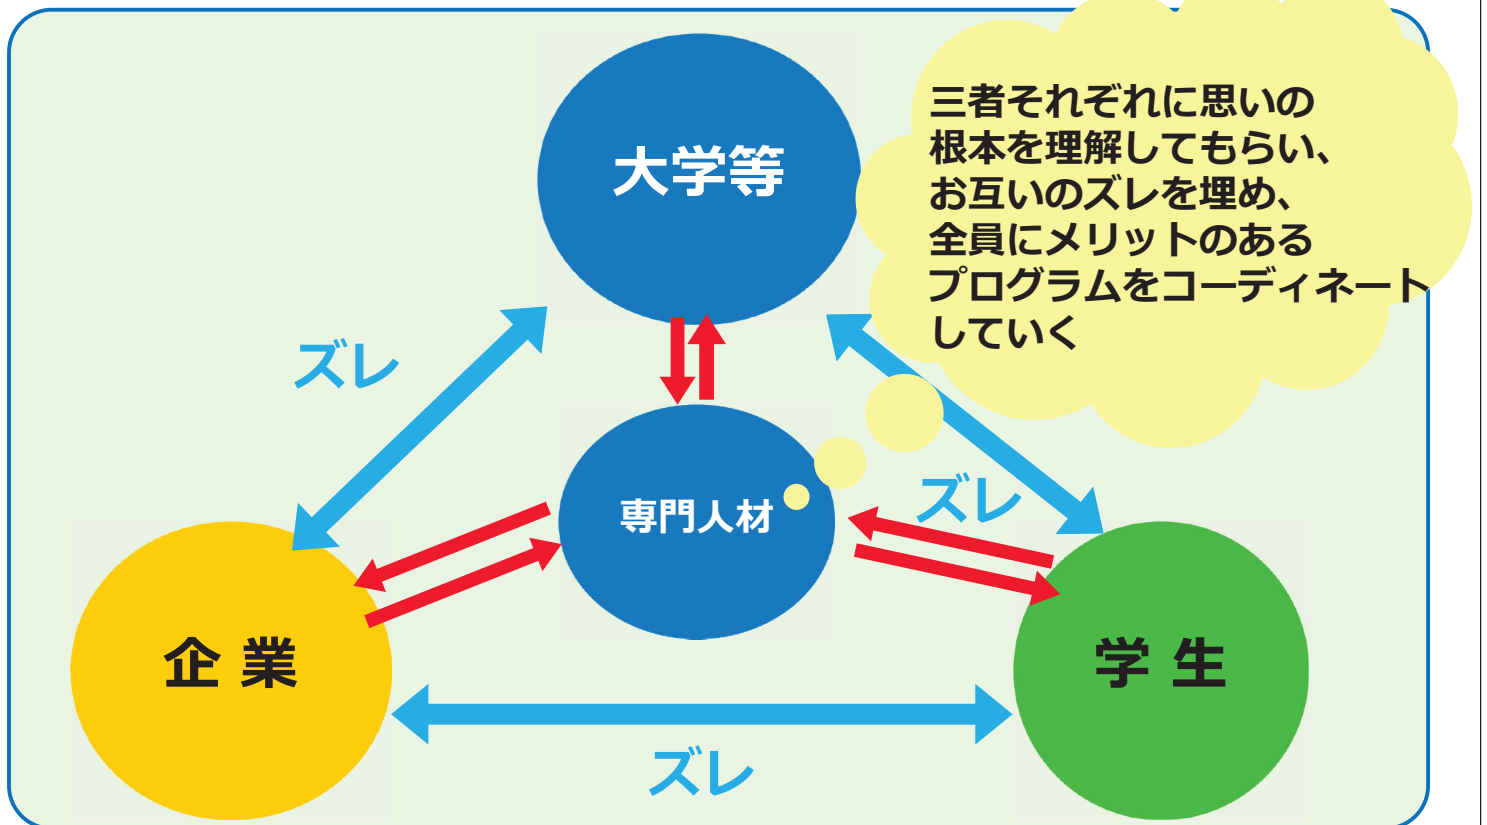 大学等
三者それぞれに思いの
根本を理解してもらい、
お互いのズレを埋め、
全員にメリットのある
プログラムをコーディネート
していく
ズレ
専門人材
ズレ
企業
学生
ズレ